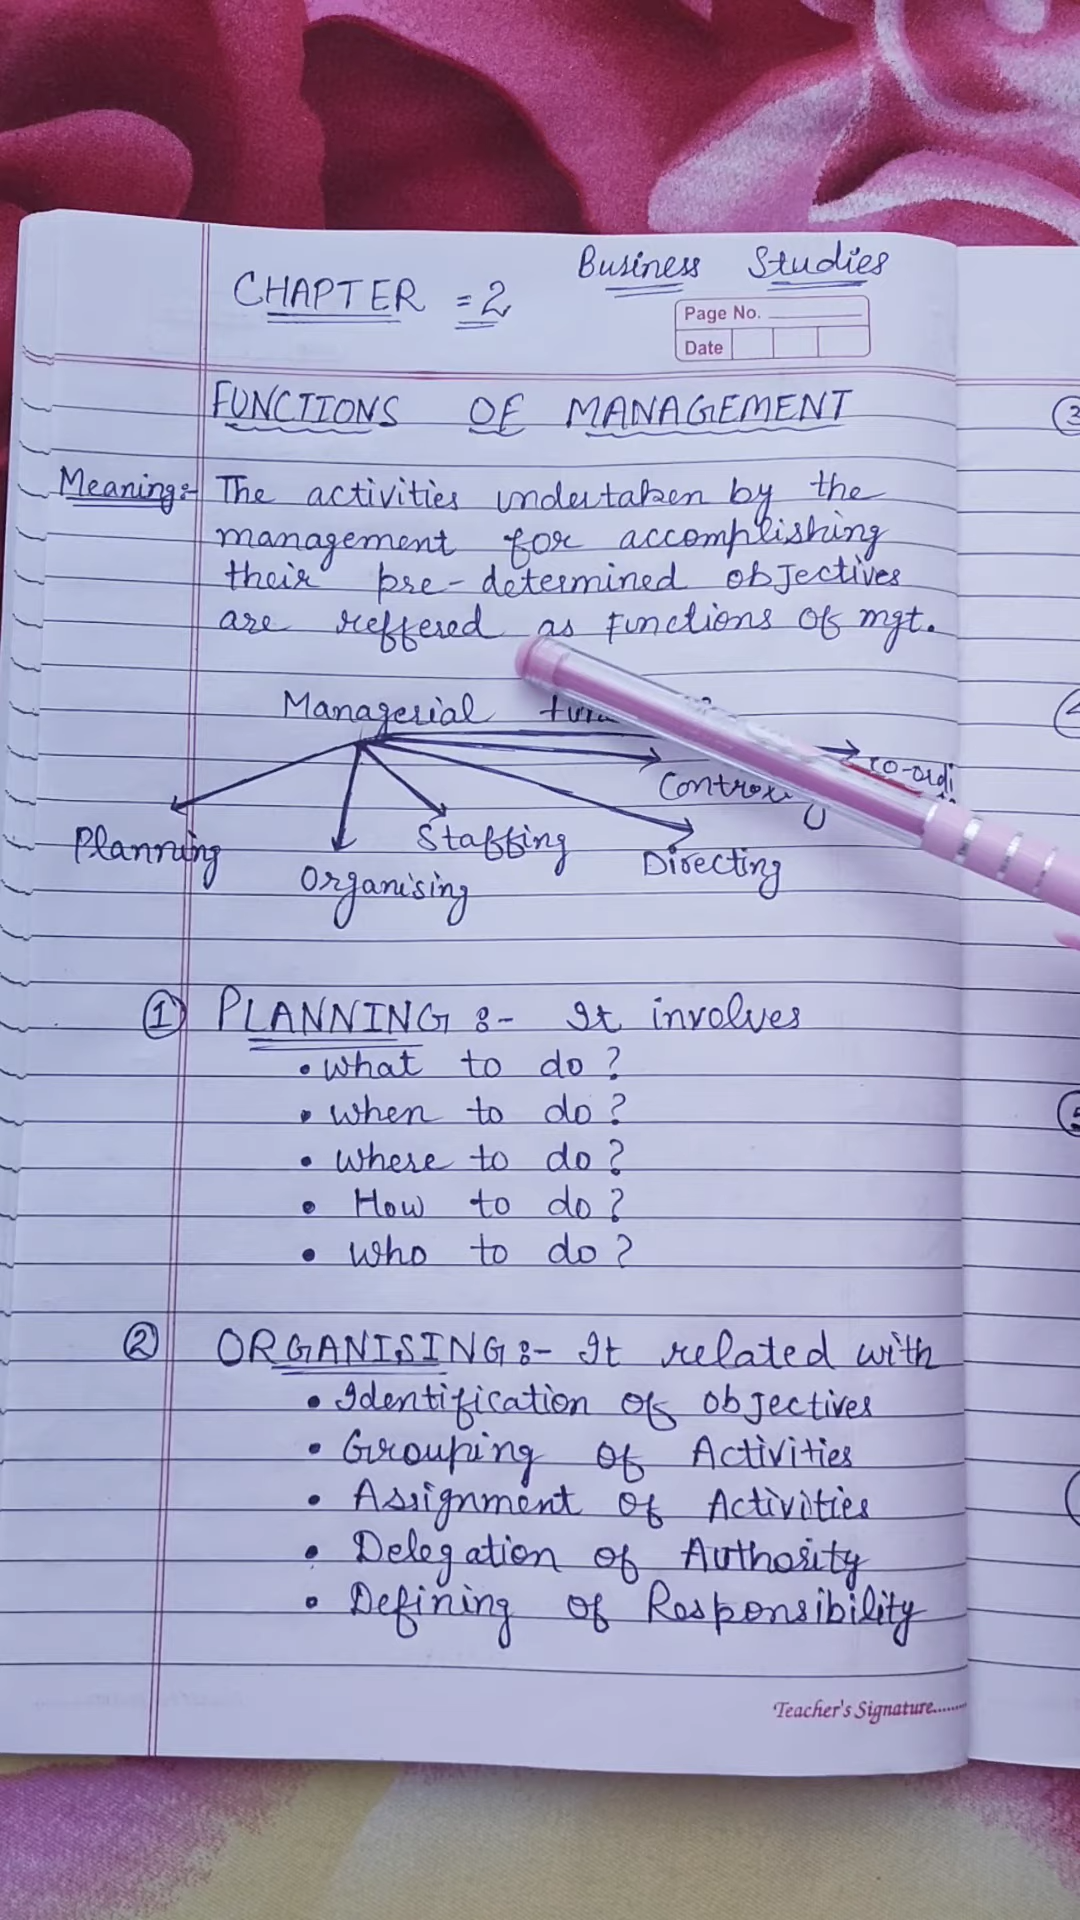 Business Studies
CHAPTER = 2
Page No.
Date
FUNCTIONS OF MANAGEMENT
Meaning:- The activities undertaken by the
management for accomplishing
their pre-determined objectives
are reffered as functions of mgt.
Managerial
Planning
Organising
Staffing
Directing
① PLANNING :- It involves
• What to do?
• When to do?
• Where to do?
• How to do?
• Who to do?
② ORGANISING :- It related with
• Identification of objectives
• Grouping of Activities
• Assignment of Activities
• Delegation of Authority
• Defining of Responsibility
Teacher's Signature........